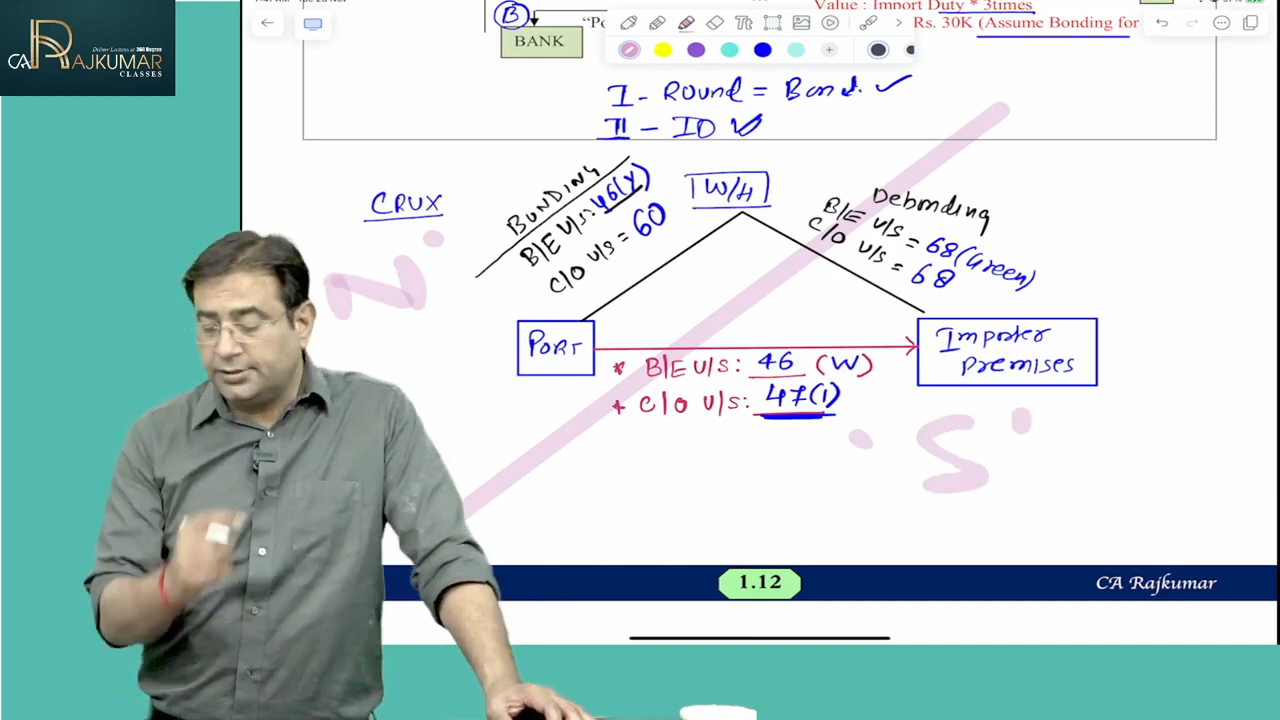 Value : Import Duty * 3times
B
"Po
Rs. 30K (Assume Bonding for
BANK
Deliver Lectures at 360 Degree
CA RAJKUMAR
CLASSES
I - Round = Bond. ✓
II - ID ✓
CRUX
BONDING
B/E u/s: 46(Y)
C/O u/s = 60
W/H
Debonding
B/E u/s = 68(Green)
C/O u/s = 68
"N"
PORT
Importer
premises
* B/E U/S: 46 (W)
* C/O U/S: 47(1)
'S'
1.12
CA Rajkumar